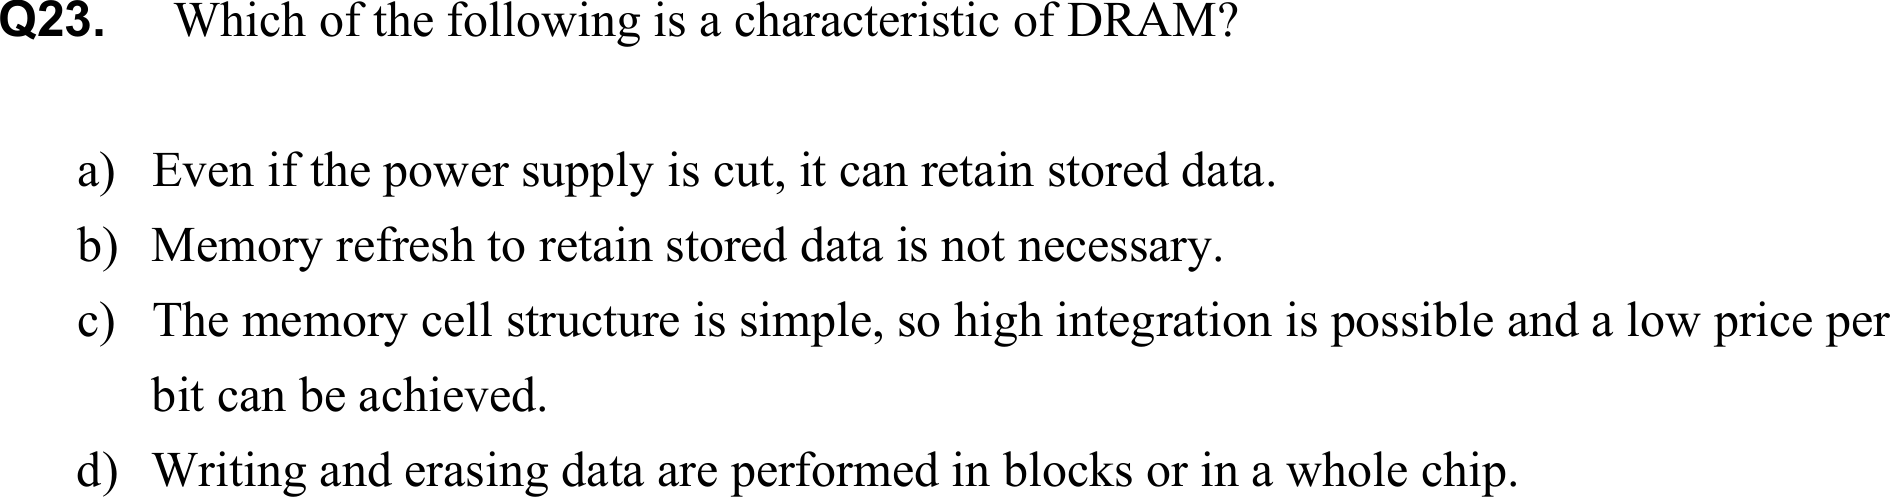 Q23. Which of the following is a characteristic of DRAM?
a) Even if the power supply is cut, it can retain stored data.
b) Memory refresh to retain stored data is not necessary.
c) The memory cell structure is simple, so high integration is possible and a low price per
bit can be achieved.
d) Writing and erasing data are performed in blocks or in a whole chip.